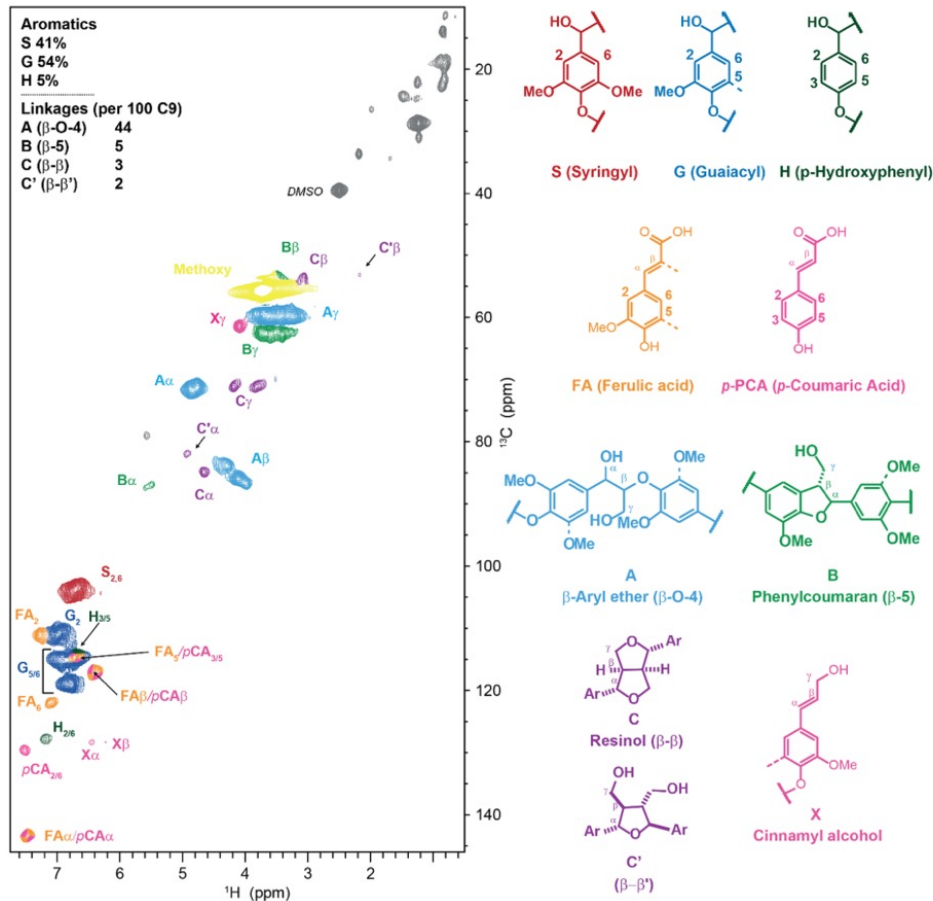 Aromatics
S 41%
G 54%
H 5%
Linkages (per 100 C9)
A (β-O-4) 44
B (β-5) 5
C (β-β) 3
C' (β-β') 2
DMSO
Methoxy
Bβ
Cβ
C'β
Xγ
Aγ
Bγ
Aα
Cγ
C'α
Aβ
Bα
Cα
S2,6
FA2
G2
H3/5
FA5/pCA3/5
G5/6
FAβ/pCAβ
FA6
H2/6
Xα
Xβ
pCA2/6
FAα/pCAα
20
40
60
80
100
120
140
13C (ppm)
7 6 5 4 3 2 1
1H (ppm)
HO
2 6
MeO OMe
O
S (Syringyl)
HO
2 6
5
MeO
O
G (Guaiacyl)
HO
2 6
3 5
O
H (p-Hydroxyphenyl)
O OH
α β
2 6
5
MeO
OH
FA (Ferulic acid)
O OH
α β
2 6
3 5
OH
p-PCA (p-Coumaric Acid)
OH OMe
α β
MeO O
γ
O HO MeO O
OMe
A
β-Aryl ether (β-O-4)
HO
γ
OMe
β
α
O
O
OMe OMe
B
Phenylcoumaran (β-5)
O Ar
γ
β
H H
α
Ar O
C
Resinol (β-β)
OH
OH
γ
β
α
Ar O Ar
C'
(β-β')
OH
γ
β
α
OMe
O
X
Cinnamyl alcohol